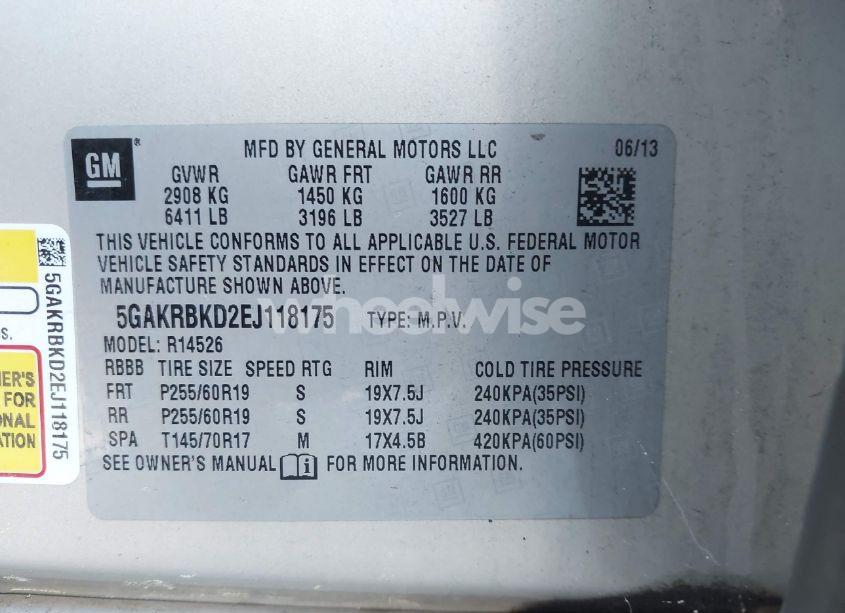 GM
MFD BY GENERAL MOTORS LLC 06/13
GVWR GAWR FRT GAWR RR
2908 KG 1450 KG 1600 KG
6411 LB 3196 LB 3527 LB
THIS VEHICLE CONFORMS TO ALL APPLICABLE U.S. FEDERAL MOTOR
VEHICLE SAFETY STANDARDS IN EFFECT ON THE DATE OF
MANUFACTURE SHOWN ABOVE.
5GAKRBKD2EJ118175 TYPE: M.P.V.
MODEL: R14526
RBBB TIRE SIZE SPEED RTG RIM COLD TIRE PRESSURE
FRT P255/60R19 S 19X7.5J 240KPA(35PSI)
RR P255/60R19 S 19X7.5J 240KPA(35PSI)
SPA T145/70R17 M 17X4.5B 420KPA(60PSI)
SEE OWNER'S MANUAL FOR MORE INFORMATION.
wheelwise
5GAKRBKD2EJ118175
S.
NER'S
FOR
ONAL
ATION